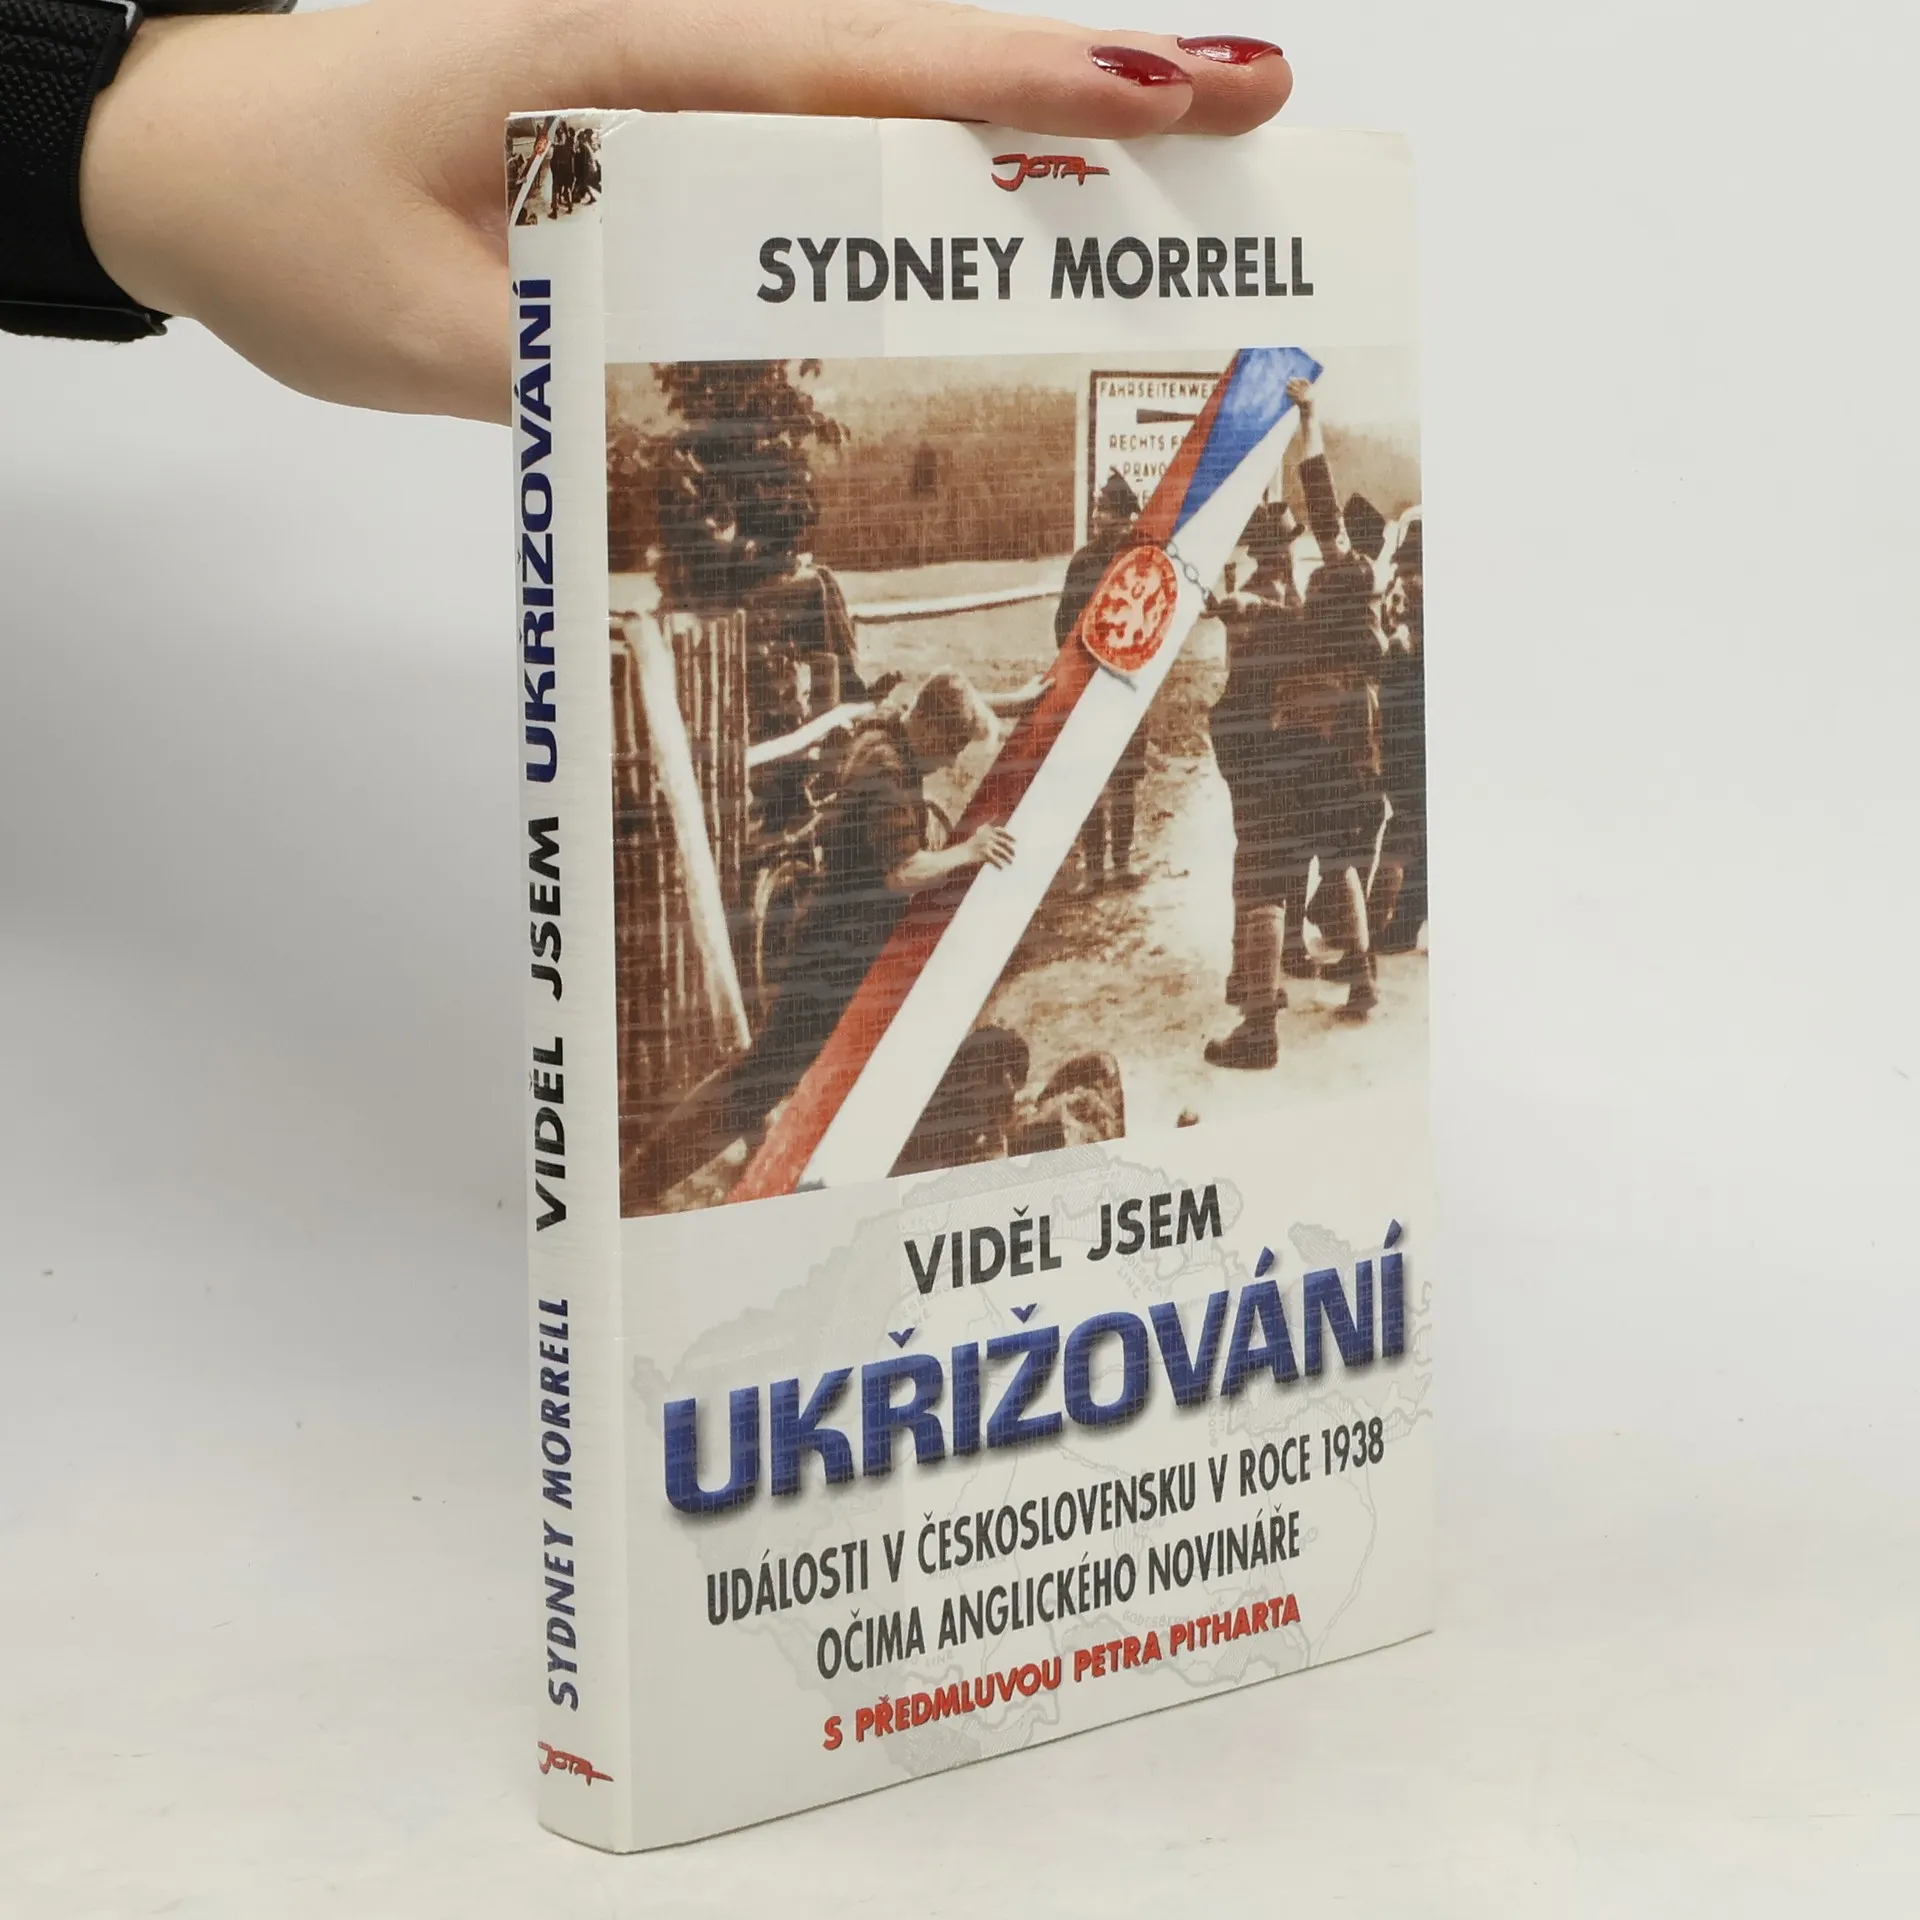 JOTA
SYDNEY MORRELL
FAHRSEITENWE
RECHTS F
PRAVO
VIDĚL JSEM
UKŘIŽOVÁNÍ
UDÁLOSTI V ČESKOSLOVENSKU V ROCE 1938
OČIMA ANGLICKÉHO NOVINÁŘE
S PŘEDMLUVOU PETRA PITHARTA
SYDNEY MORRELL VIDĚL JSEM UKŘIŽOVÁNÍ
JOTA